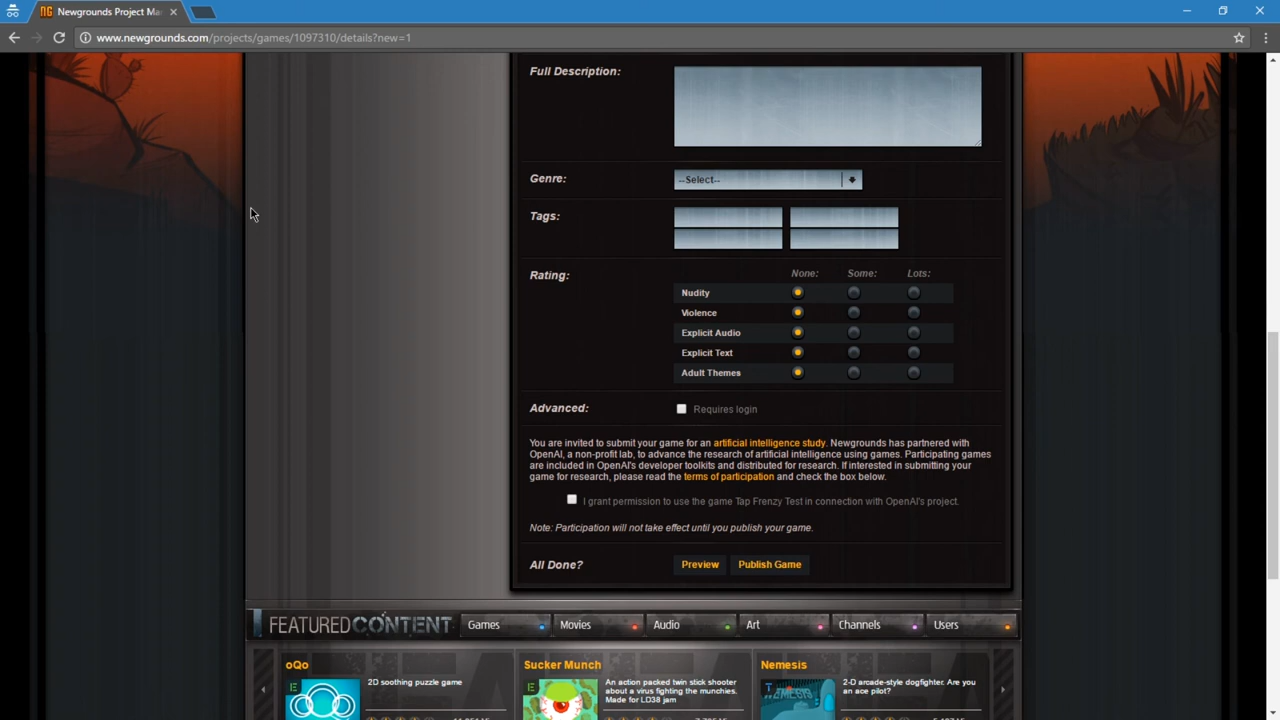 Newgrounds Project Ma
www.newgrounds.com/projects/games/1097310/details?new=1
Full Description:
Genre:
--Select--
Tags:
Rating:
None: Some: Lots:
Nudity
Violence
Explicit Audio
Explicit Text
Adult Themes
Advanced:
Requires login
You are invited to submit your game for an artificial intelligence study. Newgrounds has partnered with
OpenAI, a non-profit lab, to advance the research of artificial intelligence using games. Participating games
are included in OpenAI's developer toolkits and distributed for research. If interested in submitting your
game for research, please read the terms of participation and check the box below.
I grant permission to use the game Tap Frenzy Test in connection with OpenAI's project.
Note: Participation will not take effect until you publish your game.
All Done?
Preview
Publish Game
FEATUREDCONTENT
Games
Movies
Audio
Art
Channels
Users
oQo
E
2D soothing puzzle game
Sucker Munch
E
An action packed twin stick shooter
about a virus fighting the munchies.
Made for LD38 jam
Nemesis
T
2-D arcade-style dogfighter. Are you
an ace pilot?